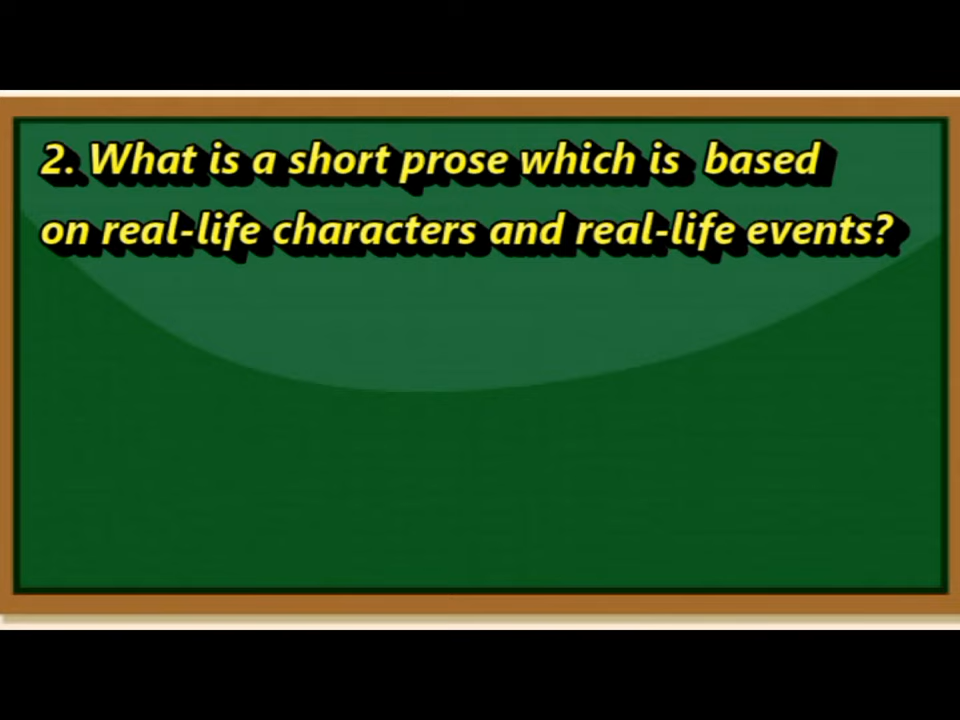 2. What is a short prose which is based
on real-life characters and real-life events?